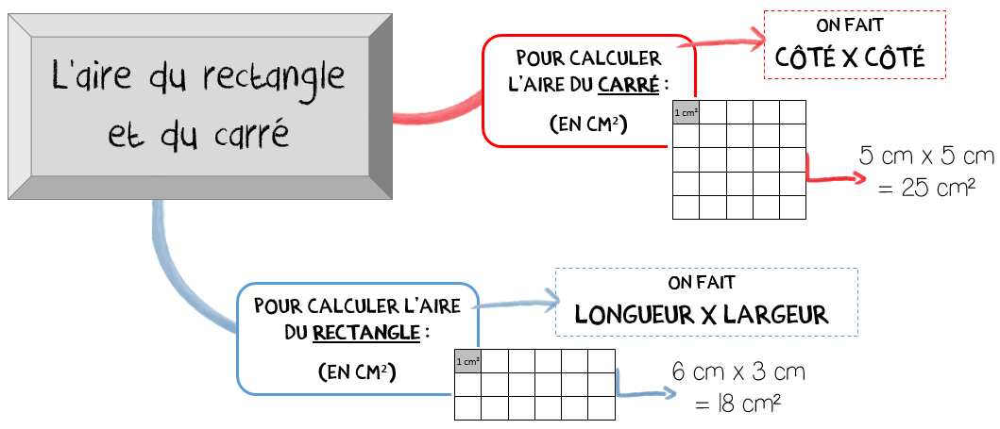 L'aire du rectangle
et du carré
POUR CALCULER
L'AIRE DU CARRÉ :
(EN CM²)
ON FAIT
CÔTÉ X CÔTÉ
1 cm²
5 cm x 5 cm
= 25 cm²
POUR CALCULER L'AIRE
DU RECTANGLE :
(EN CM²)
ON FAIT
LONGUEUR X LARGEUR
1 cm²
6 cm x 3 cm
= 18 cm²